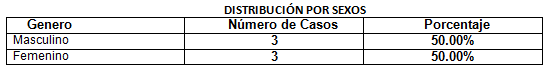 DISTRIBUCIÓN POR SEXOS
Genero Número de Casos Porcentaje
Masculino 3 50.00%
Femenino 3 50.00%